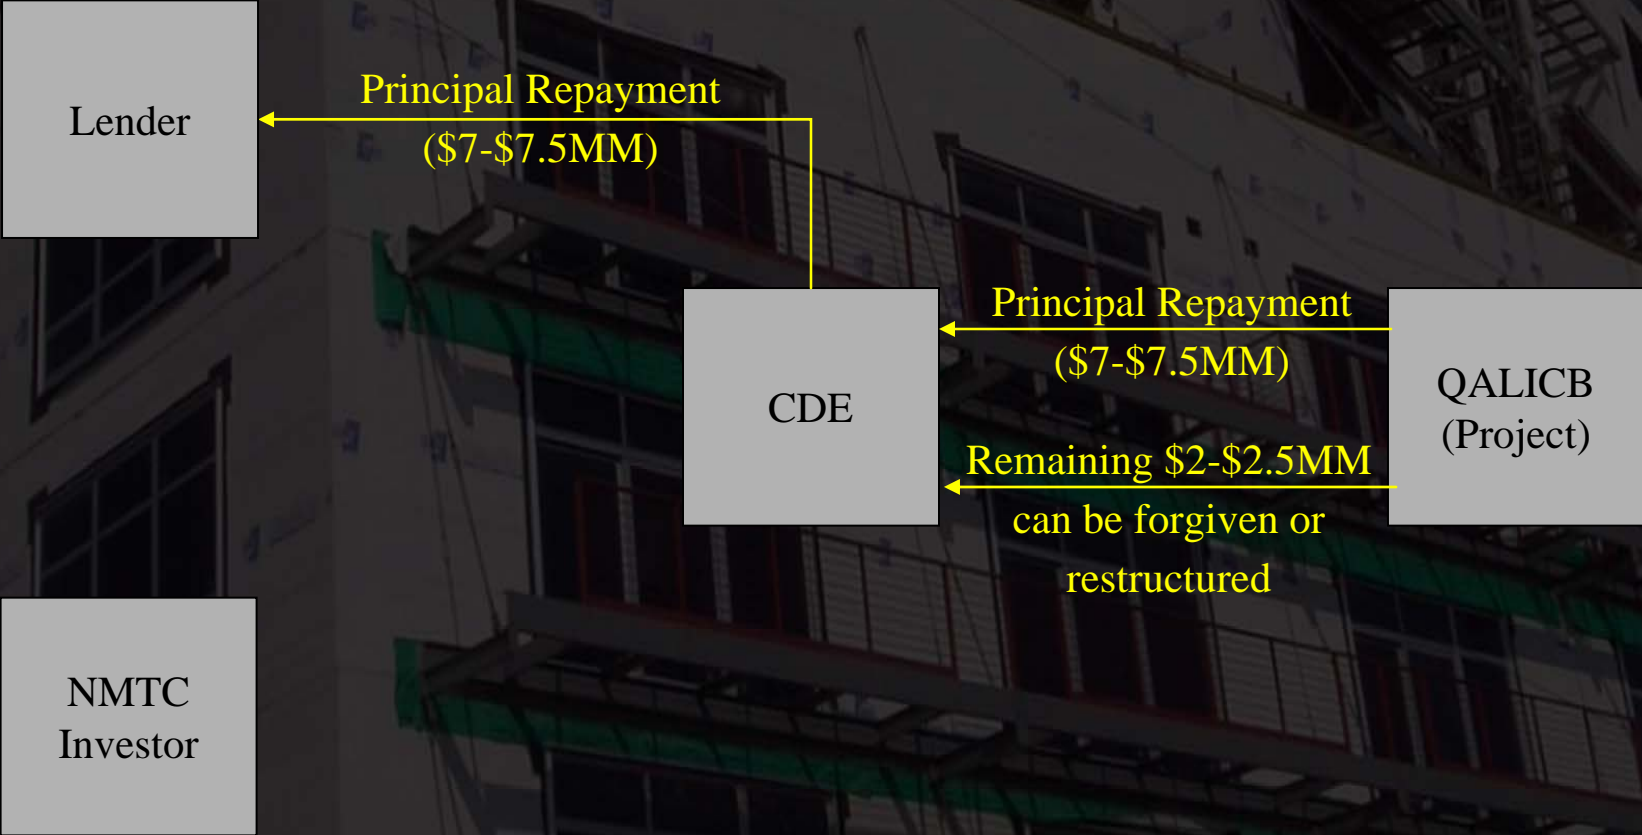 Lender
Principal Repayment
($7-$7.5MM)
Principal Repayment
($7-$7.5MM)
CDE
QALICB
(Project)
Remaining $2-$2.5MM
can be forgiven or
restructured
NMTC
Investor